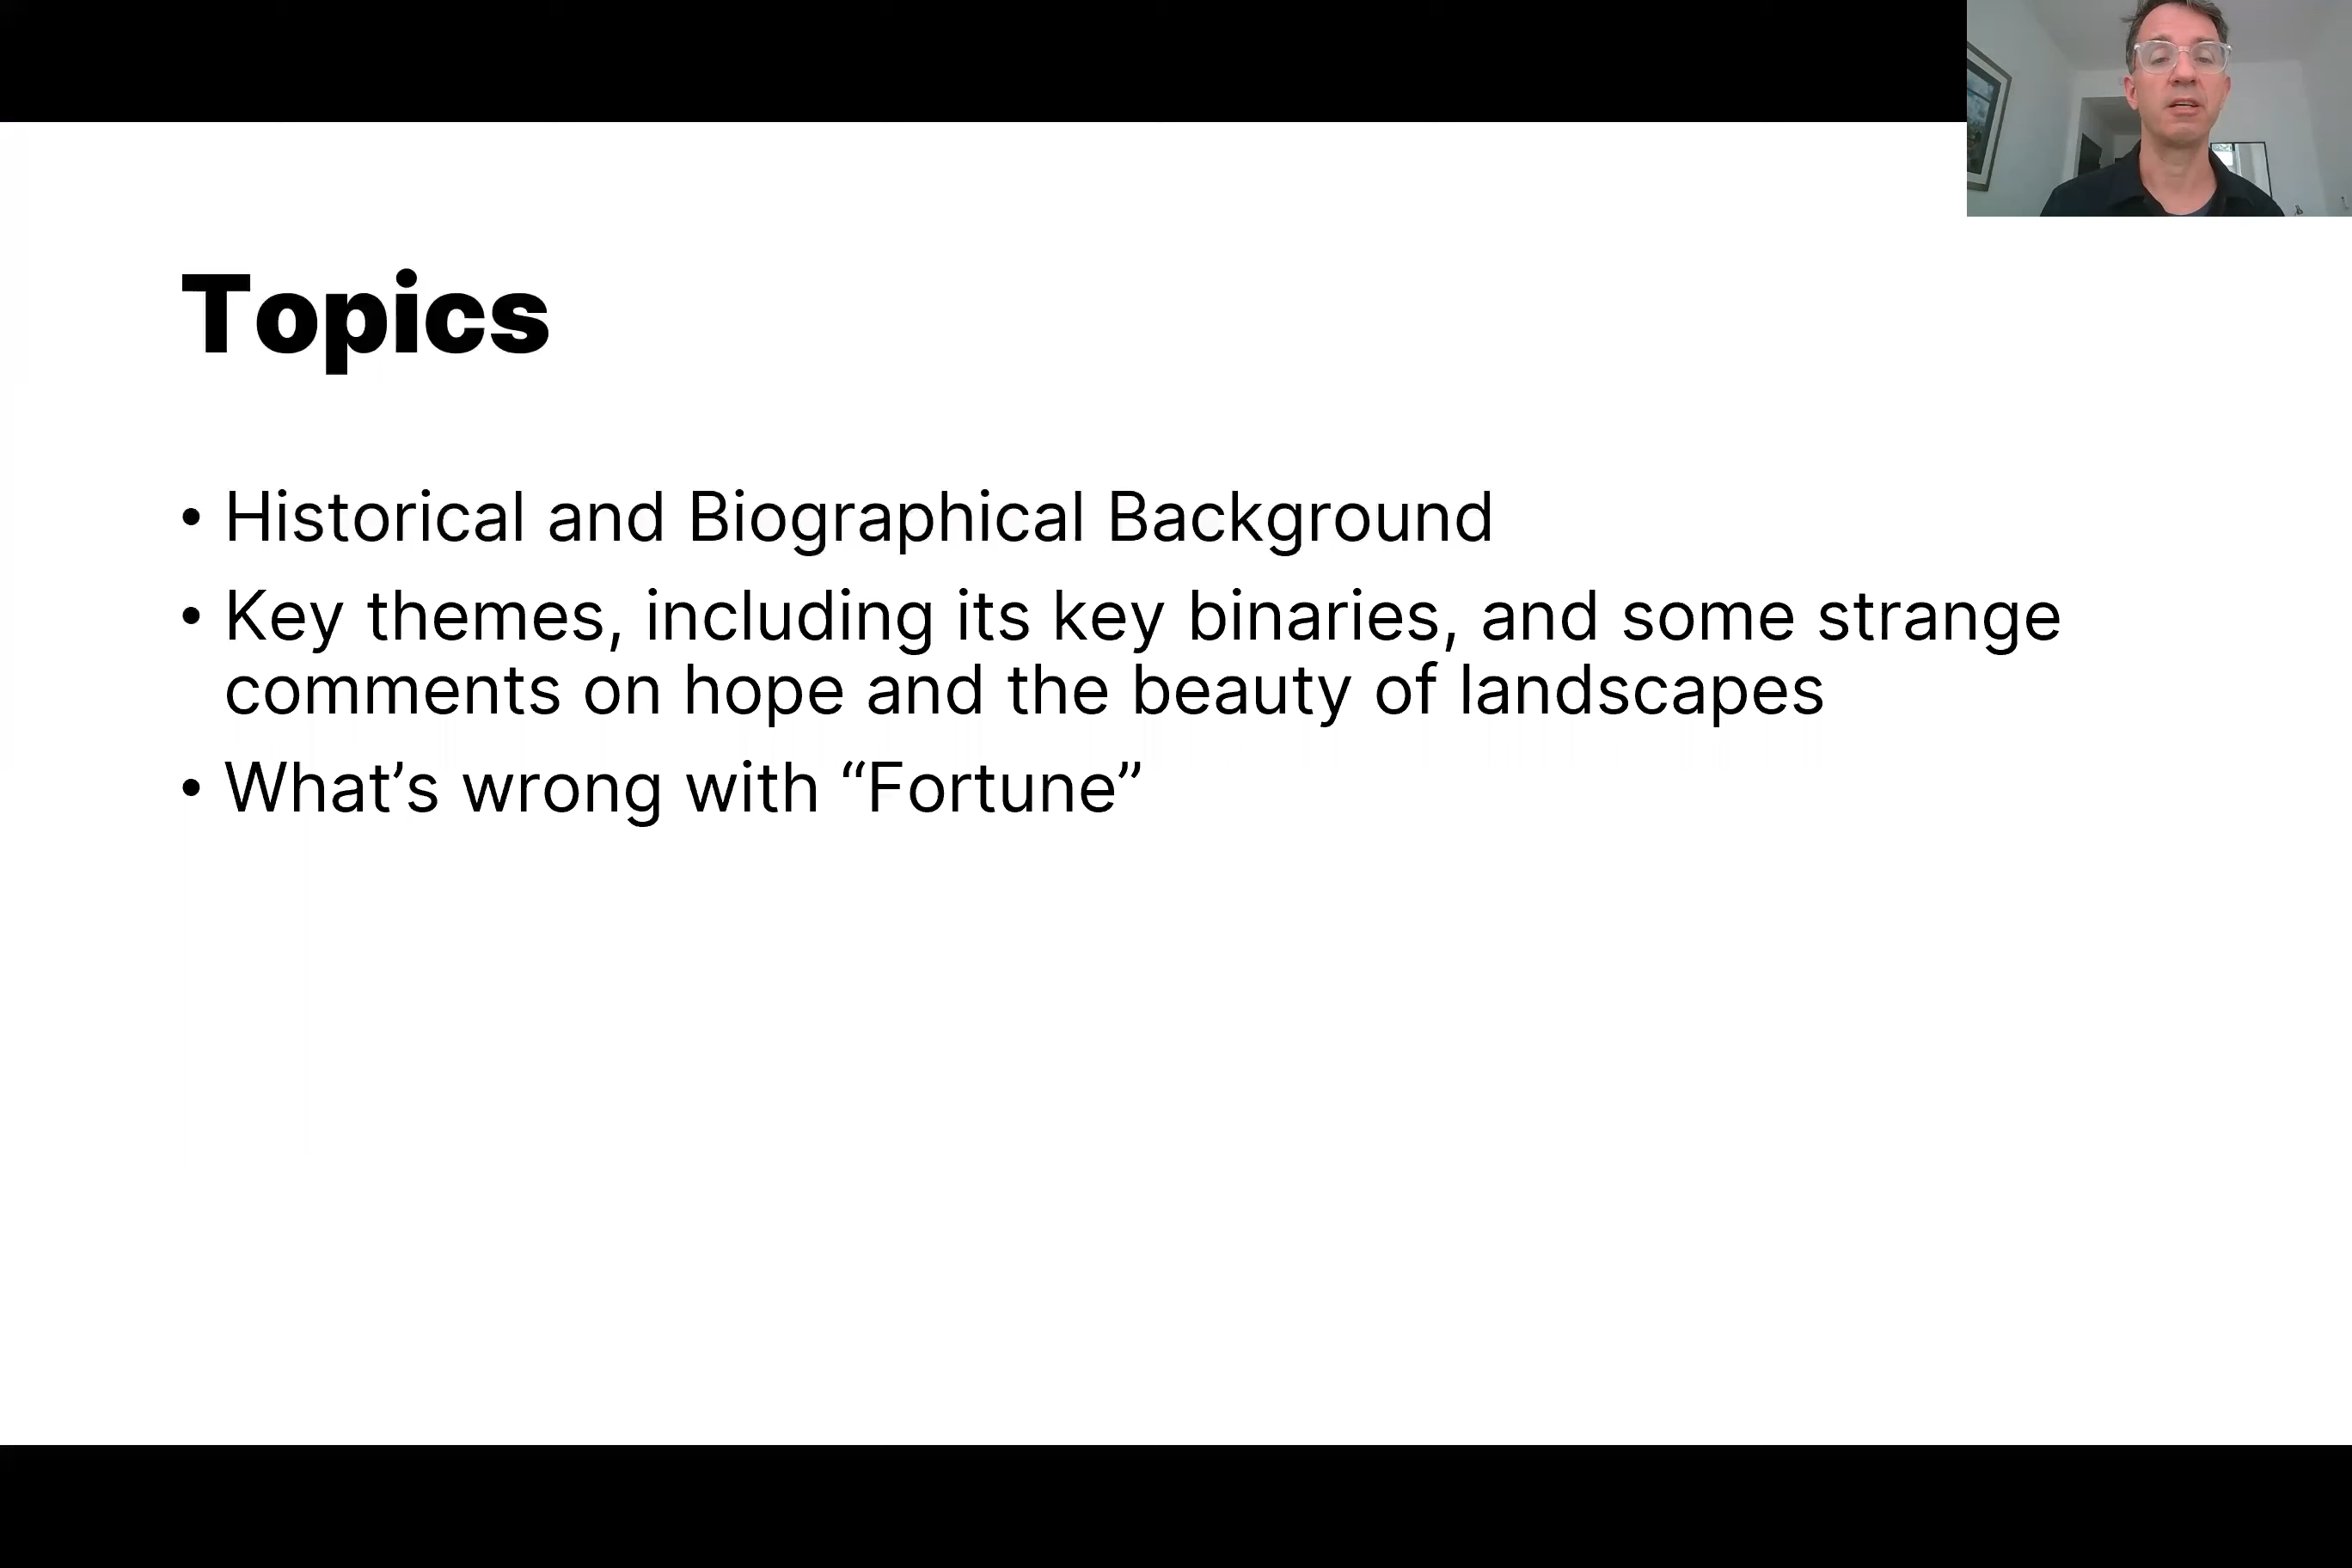 Topics
• Historical and Biographical Background
• Key themes, including its key binaries, and some strange
comments on hope and the beauty of landscapes
• What’s wrong with “Fortune”